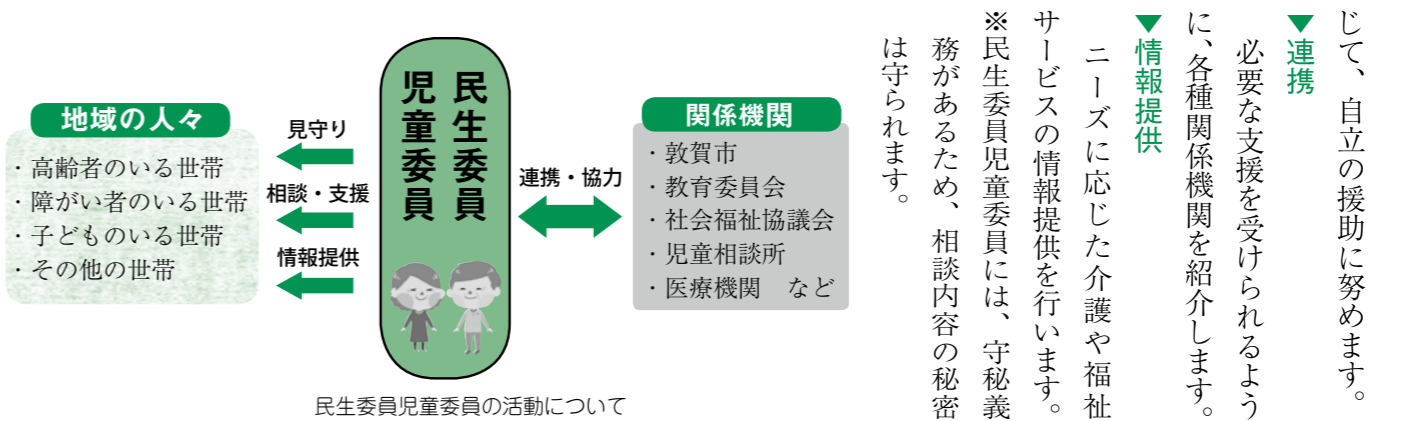 じて、自立の援助に努めます。
▼連携
必要な支援を受けられるよう
に、各種関係機関を紹介します。
▼情報提供
ニーズに応じた介護や福祉
サービスの情報提供を行います。
※民生委員児童委員には、守秘義
務があるため、相談内容の秘密
は守られます。
地域の人々
・高齢者のいる世帯
・障がい者のいる世帯
・子どものいる世帯
・その他の世帯
見守り
相談・支援
情報提供
民生委員
児童委員
連携・協力
関係機関
・敦賀市
・教育委員会
・社会福祉協議会
・児童相談所
・医療機関　など
民生委員児童委員の活動について